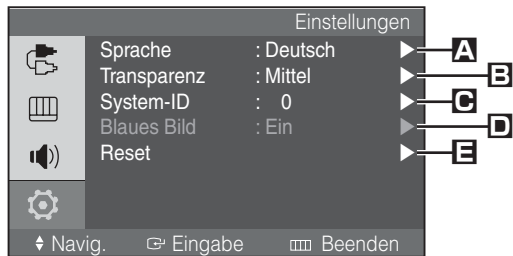 Einstellungen
Sprache : Deutsch A
Transparenz : Mittel B
System-ID : 0 C
Blaues Bild : Ein D
Reset E
Navig. Eingabe Beenden